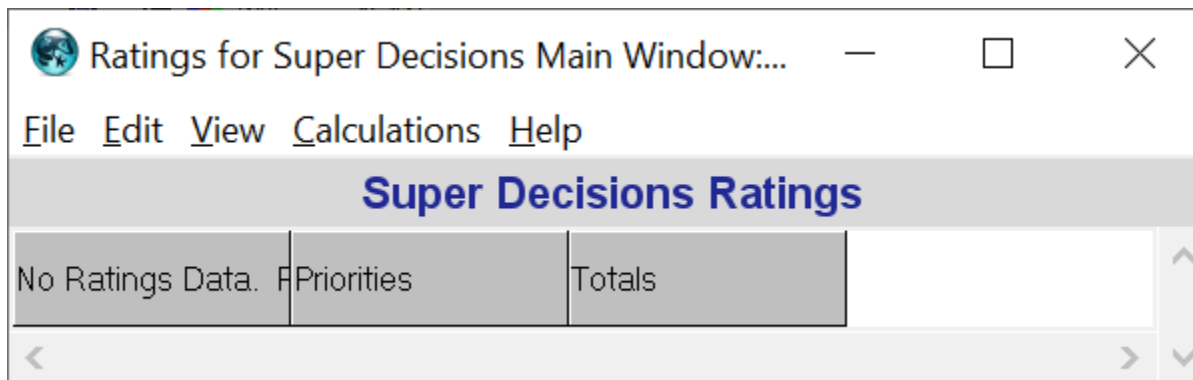 Ratings for Super Decisions Main Window:...
File Edit View Calculations Help
Super Decisions Ratings
No Ratings Data. Priorities Totals